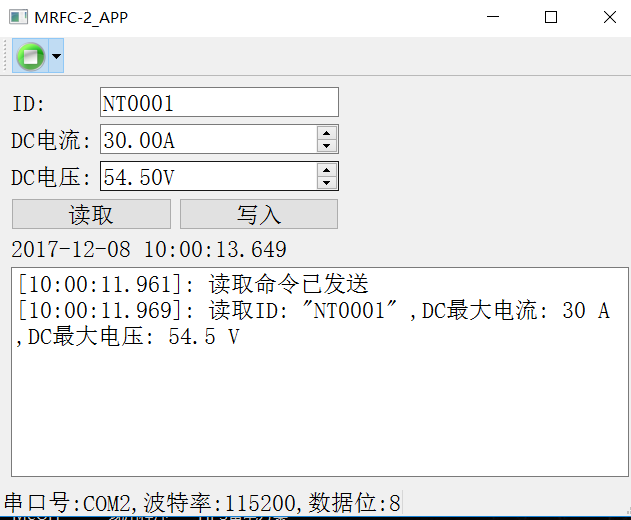 MRFC-2_APP
ID: NT0001
DC电流: 30.00A
DC电压: 54.50V
读取 写入
2017-12-08 10:00:13.649
[10:00:11.961]: 读取命令已发送
[10:00:11.969]: 读取ID: "NT0001" ,DC最大电流: 30 A
,DC最大电压: 54.5 V
串口号:COM2,波特率:115200,数据位:8